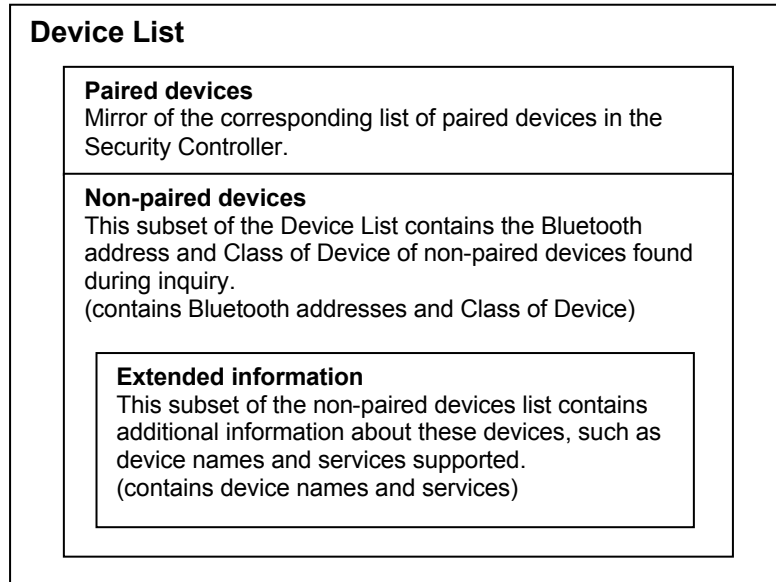 Device List
Paired devices
Mirror of the corresponding list of paired devices in the
Security Controller.
Non-paired devices
This subset of the Device List contains the Bluetooth
address and Class of Device of non-paired devices found
during inquiry.
(contains Bluetooth addresses and Class of Device)
Extended information
This subset of the non-paired devices list contains
additional information about these devices, such as
device names and services supported.
(contains device names and services)